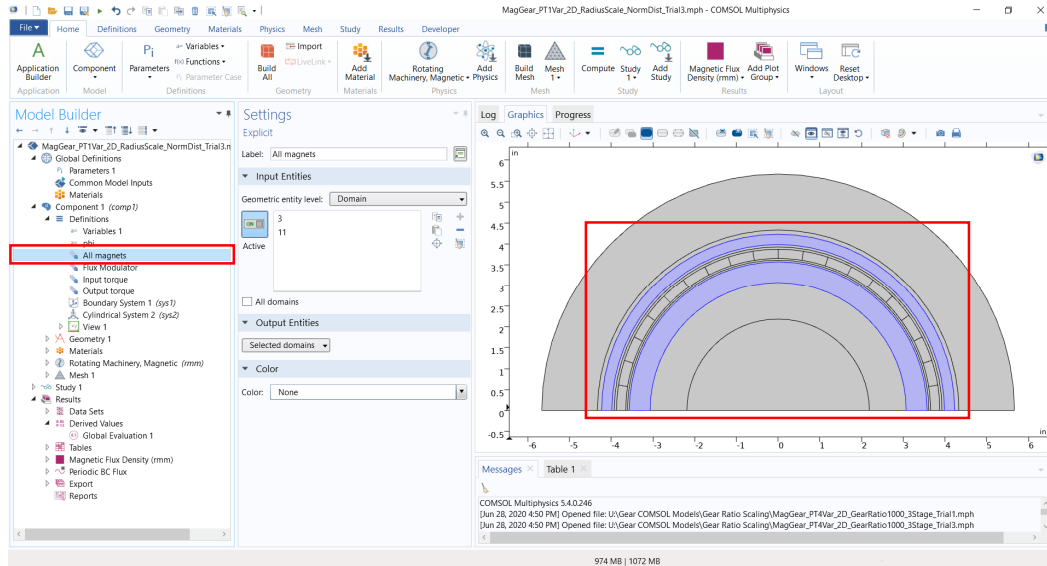 MagGear_PT1Var_2D_RadiusScale_NormDist_Trial3.mph - COMSOL Multiphysics
File Home Definitions Geometry Materials Physics Mesh Study Results Developer
Application Builder
Component
Pi Parameters
a= Variables
f(x) Functions
Pi Parameter Case
Build All
Import
LiveLink
Add Material
Rotating Machinery, Magnetic
Add Physics
Build Mesh
Mesh 1
Compute
Study 1
Add Study
Magnetic Flux Density (rmm)
Add Plot Group
Windows
Reset Desktop
Application Model Definitions Geometry Materials Physics Mesh Study Results Layout
Model Builder
MagGear_PT1Var_2D_RadiusScale_NormDist_Trial3.n
Global Definitions
Pi Parameters 1
Common Model Inputs
Materials
Component 1 (comp1)
Definitions
a= Variables 1
phi
All magnets
Flux Modulator
Input torque
Output torque
Boundary System 1 (sys1)
Cylindrical System 2 (sys2)
View 1
Geometry 1
Materials
Rotating Machinery, Magnetic (rmm)
Mesh 1
Study 1
Results
Data Sets
Derived Values
Global Evaluation 1
Tables
Magnetic Flux Density (rmm)
Periodic BC Flux
Export
Reports
Settings
Explicit
Label: All magnets
Input Entities
Geometric entity level: Domain
ON
Active
3
11
All domains
Output Entities
Selected domains
Color
Color: None
Log Graphics Progress
in
6
5.5
5
4.5
4
3.5
3
2.5
2
1.5
1
0.5
0
-0.5
-6 -5 -4 -3 -2 -1 0 1 2 3 4 5 6
in
Messages Table 1
COMSOL Multiphysics 5.4.0.246
[Jun 28, 2020 4:50 PM] Opened file: U:\Gear COMSOL Models\Gear Ratio Scaling\MagGear_PT4Var_2D_GearRatio1000_3Stage_Trial1.mph
[Jun 28, 2020 4:50 PM] Opened file: U:\Gear COMSOL Models\Gear Ratio Scaling\MagGear_PT4Var_2D_GearRatio1000_3Stage_Trial3.mph
974 MB | 1072 MB